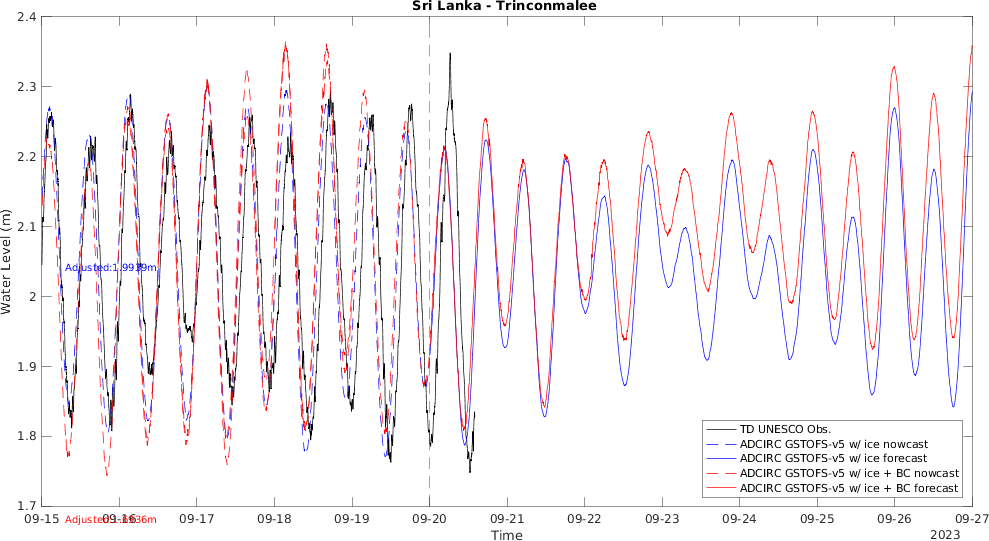 Sri Lanka - Trinconmalee
Water Level (m)
2.4
2.3
2.2
2.1
2
1.9
1.8
1.7
09-15
09-16
09-17
09-18
09-19
09-20
09-21
09-22
09-23
09-24
09-25
09-26
09-27
2023
Time
Adjusted:1.9919m
TD UNESCO Obs.
ADCIRC GSTOFS-v5 w/ ice nowcast
ADCIRC GSTOFS-v5 w/ ice forecast
ADCIRC GSTOFS-v5 w/ ice + BC nowcast
ADCIRC GSTOFS-v5 w/ ice + BC forecast